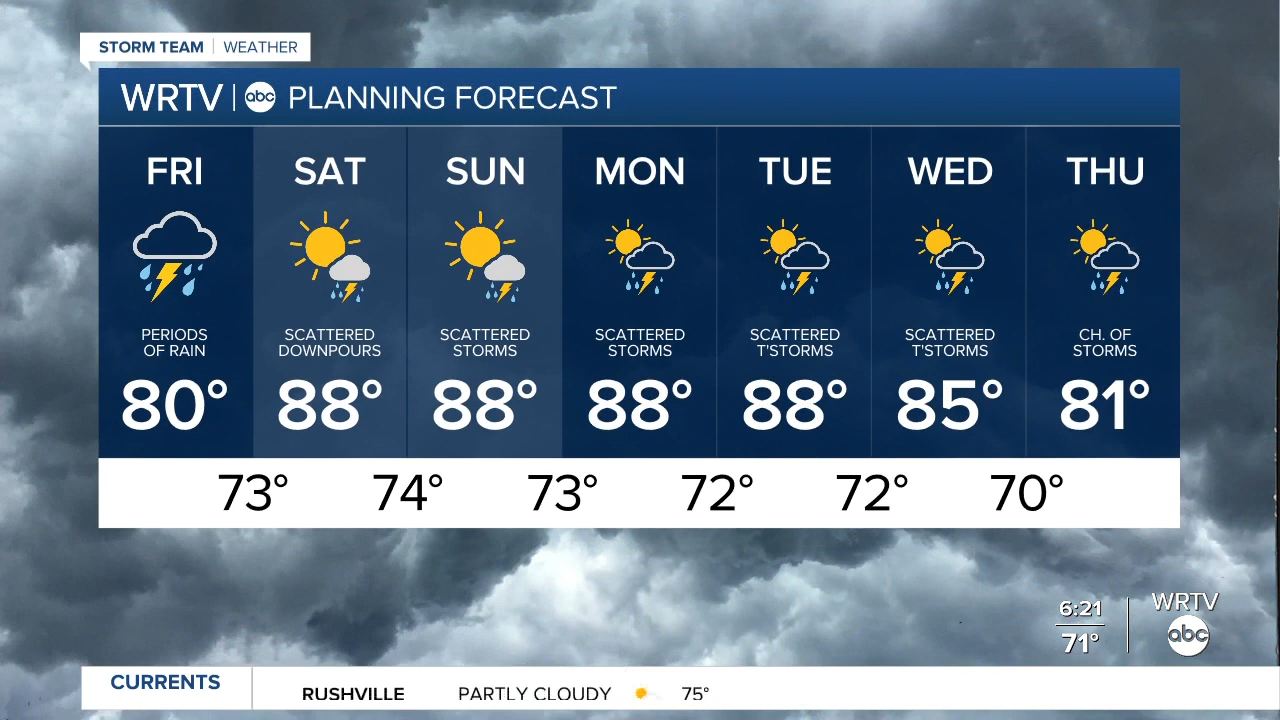 STORM TEAM | WEATHER
WRTV | abc PLANNING FORECAST
FRI SAT SUN MON TUE WED THU
PERIODS SCATTERED SCATTERED SCATTERED SCATTERED SCATTERED CH. OF
OF RAIN DOWNPOURS STORMS STORMS T'STORMS T'STORMS STORMS
80° 88° 88° 88° 88° 85° 81°
73° 74° 73° 72° 72° 70°
6:21 WRTV
71° abc
CURRENTS RUSHVILLE PARTLY CLOUDY 75°